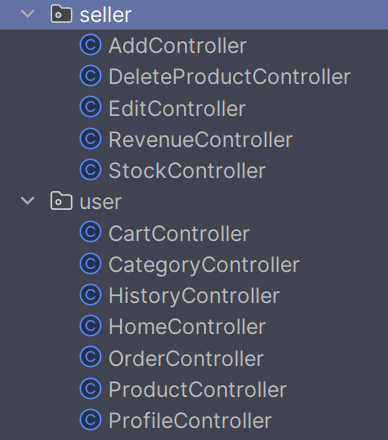 seller
C AddController
C DeleteProductController
C EditController
C RevenueController
C StockController
user
C CartController
C CategoryController
C HistoryController
C HomeController
C OrderController
C ProductController
C ProfileController